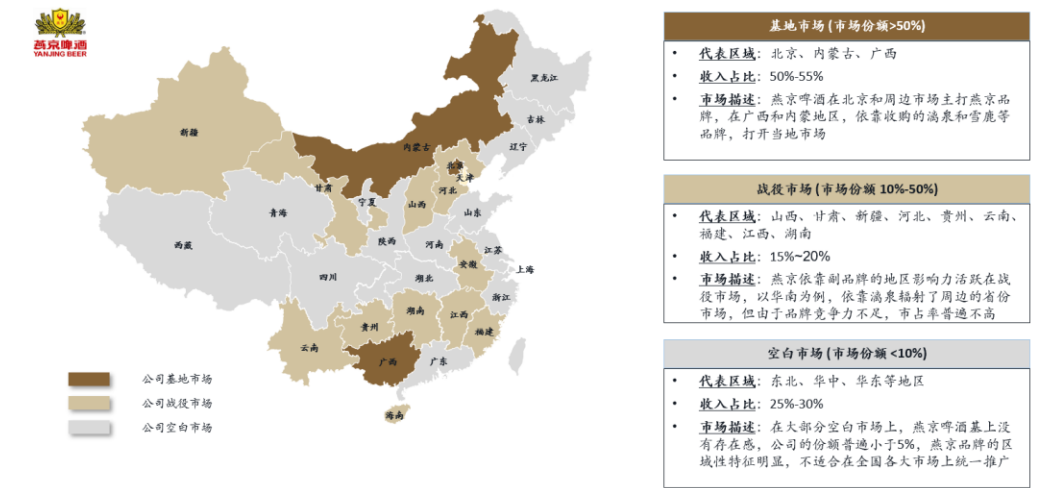 燕京啤酒
YANJING BEER
黑龙江
吉林
辽宁
新疆
内蒙古
北京
天津
甘肃
河北
宁夏
山西
山东
青海
陕西
河南
江苏
西藏
安徽
上海
四川
湖北
浙江
湖南
江西
贵州
福建
云南
广西
广东
海南
公司基地市场
公司战役市场
公司空白市场
基地市场 (市场份额>50%)
• 代表区域：北京、内蒙古、广西
• 收入占比：50%-55%
• 市场描述：燕京啤酒在北京和周边市场主打燕京品
牌，在广西和内蒙地区，依靠收购的漓泉和雪鹿等
品牌，打开当地市场
战役市场 (市场份额 10%-50%)
• 代表区域：山西、甘肃、新疆、河北、贵州、云南、
福建、江西、湖南
• 收入占比：15%~20%
• 市场描述：燕京依靠副品牌的地区影响力活跃在战
役市场，以华南为例，依靠漓泉辐射了周边的省份
市场，但由于品牌竞争力不足，市占率普遍不高
空白市场 (市场份额 <10%)
• 代表区域：东北、华中、华东等地区
• 收入占比：25%-30%
• 市场描述：在大部分空白市场上，燕京啤酒基上没
有存在感，公司的份额普遍小于5%，燕京品牌的区
域性特征明显，不适合在全国各大市场上统一推广